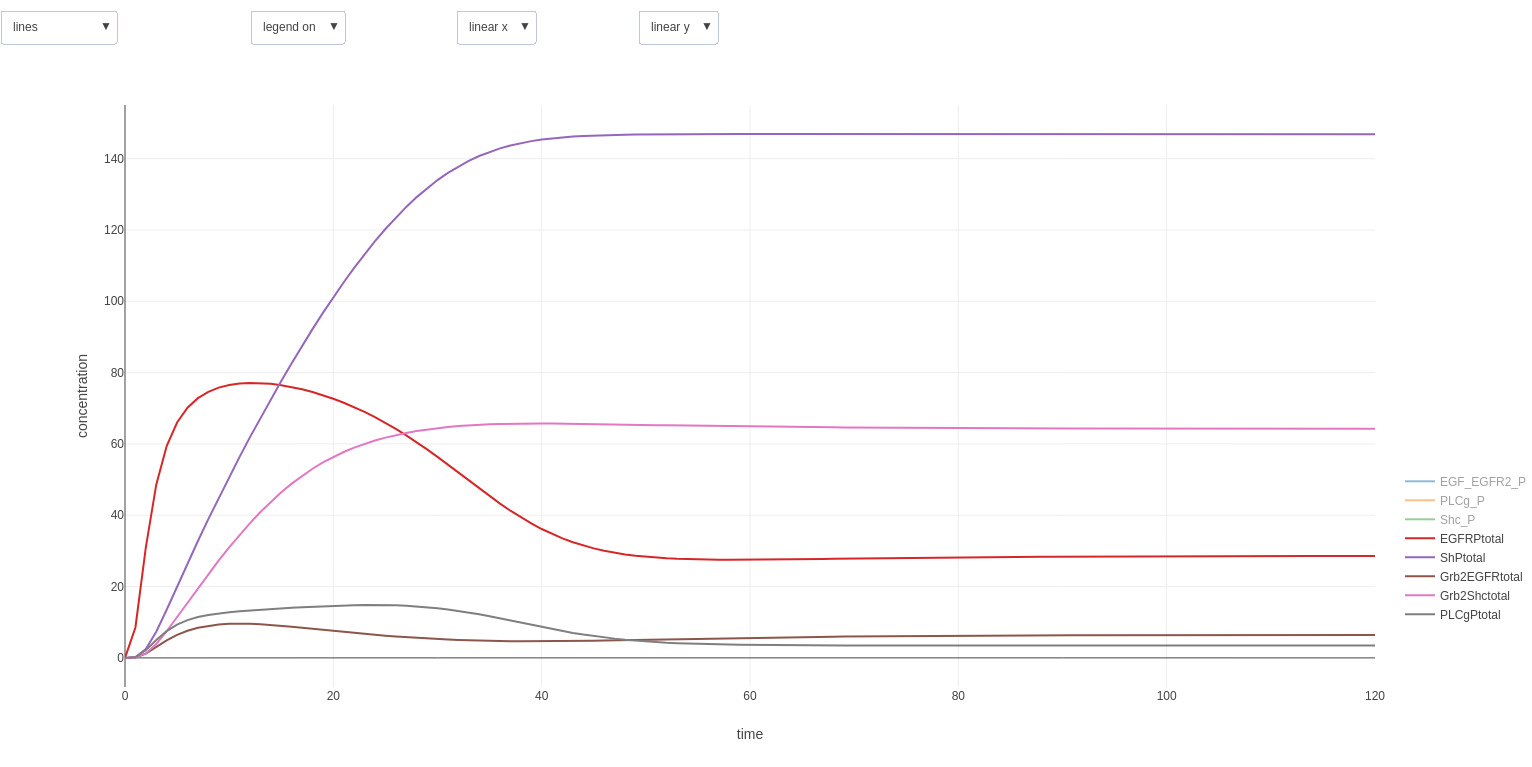 lines ▼
legend on ▼
linear x ▼
linear y ▼
concentration
140
120
100
80
60
40
20
0
0
20
40
60
80
100
120
time
EGF_EGFR2_P
PLCg_P
Shc_P
EGFRPtotal
ShPtotal
Grb2EGFRtotal
Grb2Shctotal
PLCgPtotal